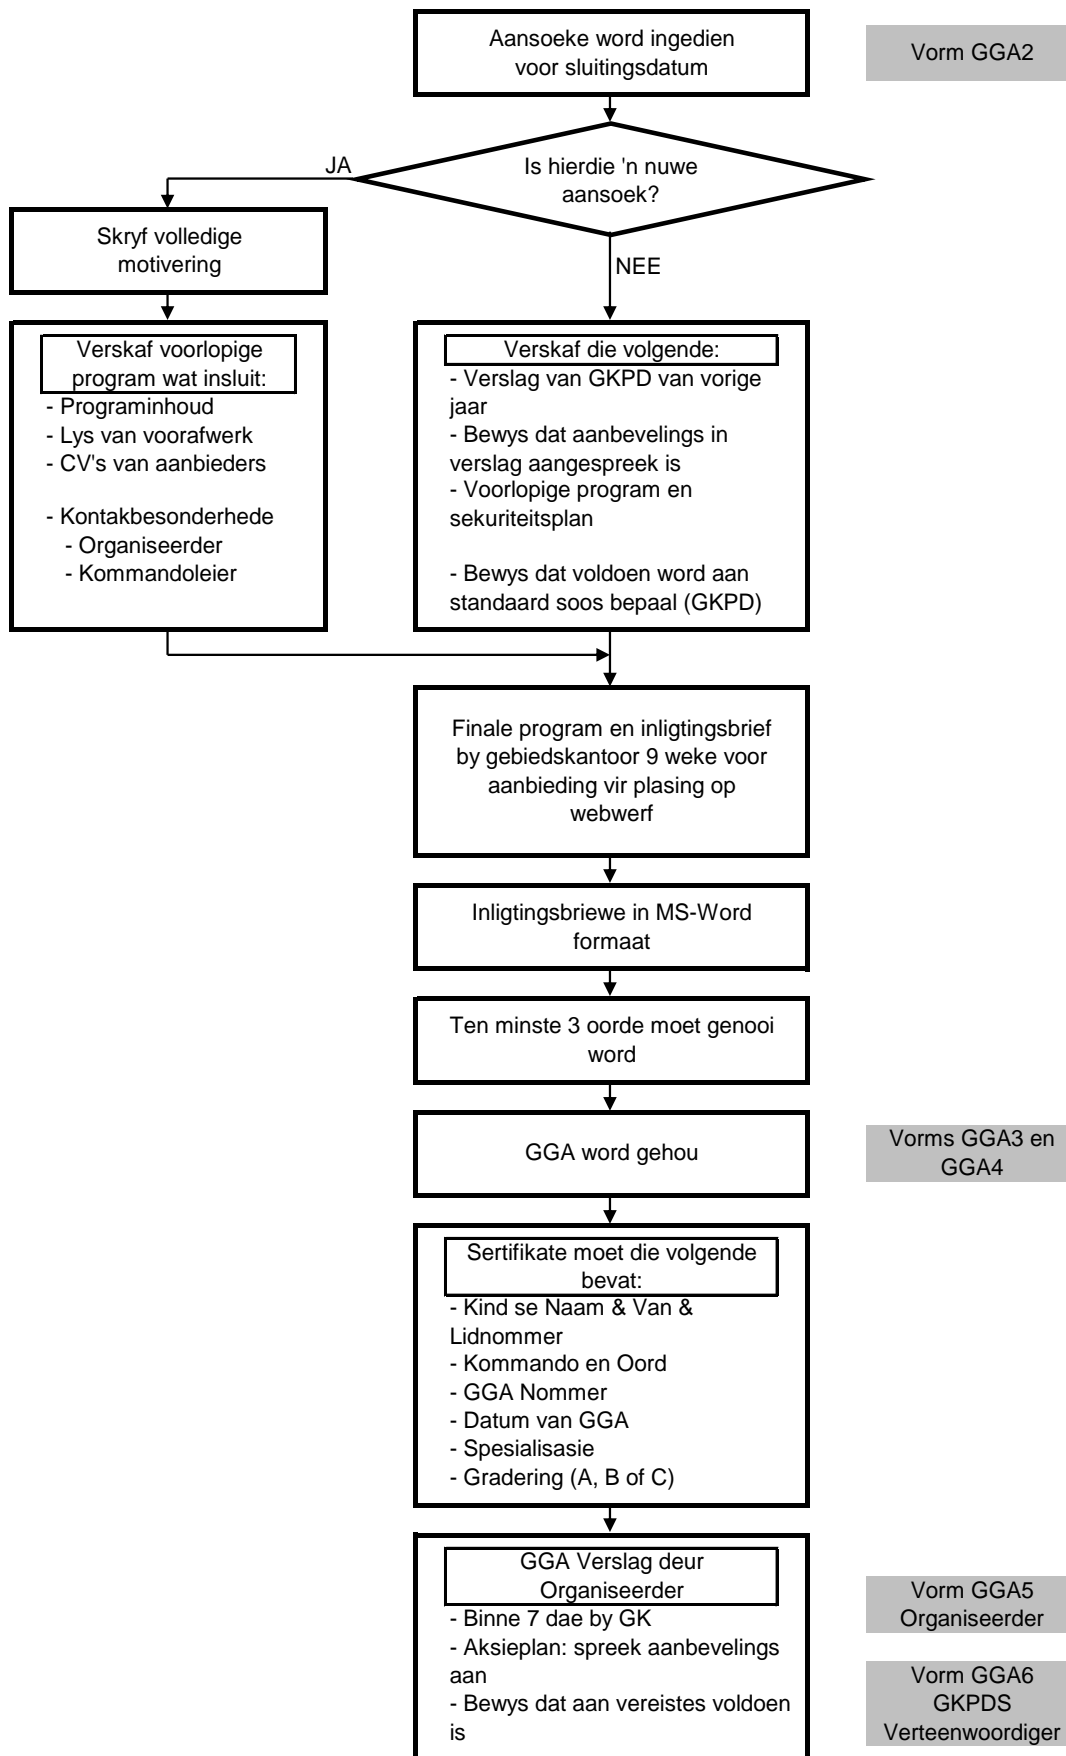 Aansoeke word ingedien
voor sluitingsdatum
Vorm GGA2
Is hierdie 'n nuwe
aansoek?
JA
NEE
Skryf volledige
motivering
Verskaf voorlopige
program wat insluit:
- Programinhoud
- Lys van voorafwerk
- CV's van aanbieders
- Kontakbesonderhede
- Organiseerder
- Kommandoleier
Verskaf die volgende:
- Verslag van GKPD van vorige
jaar
- Bewys dat aanbevelings in
verslag aangespreek is
- Voorlopige program en
sekuriteitsplan
- Bewys dat voldoen word aan
standaard soos bepaal (GKPD)
Finale program en inligtingsbrief
by gebiedskantoor 9 weke voor
aanbieding vir plasing op
webwerf
Inligtingsbriewe in MS-Word
formaat
Ten minste 3 oorde moet genooi
word
GGA word gehou
Vorms GGA3 en
GGA4
Sertifikate moet die volgende
bevat:
- Kind se Naam & Van &
Lidnommer
- Kommando en Oord
- GGA Nommer
- Datum van GGA
- Spesialisasie
- Gradering (A, B of C)
GGA Verslag deur
Organiseerder
- Binne 7 dae by GK
- Aksieplan: spreek aanbevelings
aan
- Bewys dat aan vereistes voldoen
is
Vorm GGA5
Organiseerder
Vorm GGA6
GKPDS
Verteenwoordiger